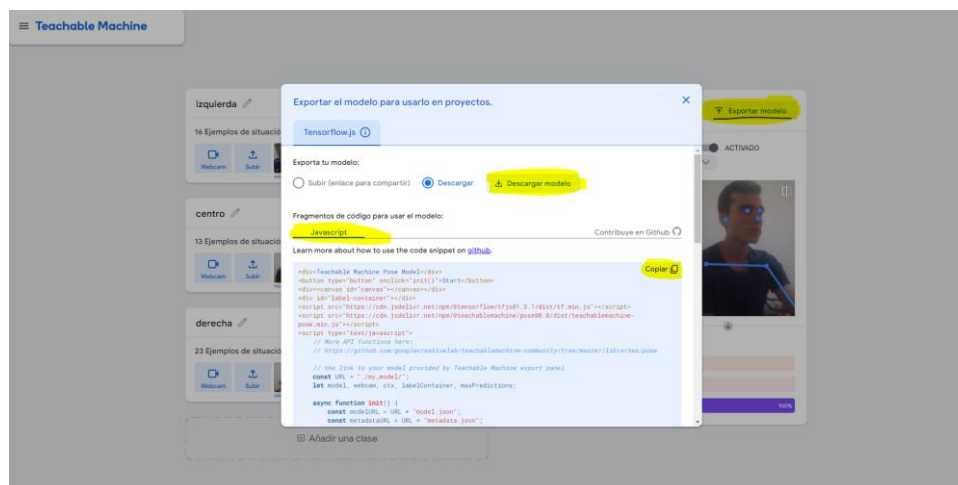 Teachable Machine
izquierda
16 Ejemplos de situació
Webcam
Subir
centro
13 Ejemplos de situació
Webcam
Subir
derecha
23 Ejemplos de situació
Webcam
Subir
Añadir una clase
Exportar el modelo para usarlo en proyectos.
Tensorflow.js
Exporta tu modelo:
Subir (enlace para compartir)
Descargar
Descargar modelo
Fragmentos de código para usar el modelo:
Javascript
Contribuye en Github
Learn more about how to use the code snippet on github.
Copiar
<div>Teachable Machine Pose Model</div>
<button type="button" onclick="init()">Start</button>
<div><canvas id="canvas"></canvas></div>
<div id="label-container"></div>
<script src="https://cdn.jsdelivr.net/npm/@tensorflow/tfjs@1.3.1/dist/tf.min.js"></script>
<script src="https://cdn.jsdelivr.net/npm/@teachablemachine/pose@0.8/dist/teachablemachine-
pose.min.js"></script>
<script type="text/javascript">
// More API functions here:
// https://github.com/googlecreativelab/teachablemachine-community/tree/master/libraries/pose
// the link to your model provided by Teachable Machine export panel
const URL = "./my_model/";
let model, webcam, ctx, labelContainer, maxPredictions;
async function init() {
const modelURL = URL + "model.json";
const metadataURL = URL + "metadata.json";
Exportar modelo
ACTIVADO
100%